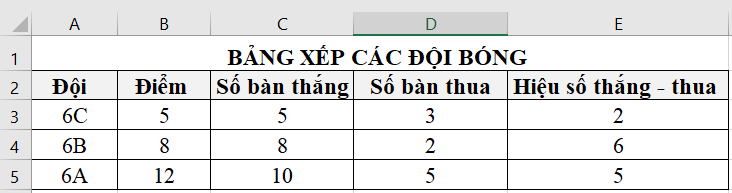 A B C D E
1 BẢNG XẾP CÁC ĐỘI BÓNG
2 Đội Điểm Số bàn thắng Số bàn thua Hiệu số thắng - thua
3 6C 5 5 3 2
4 6B 8 8 2 6
5 6A 12 10 5 5